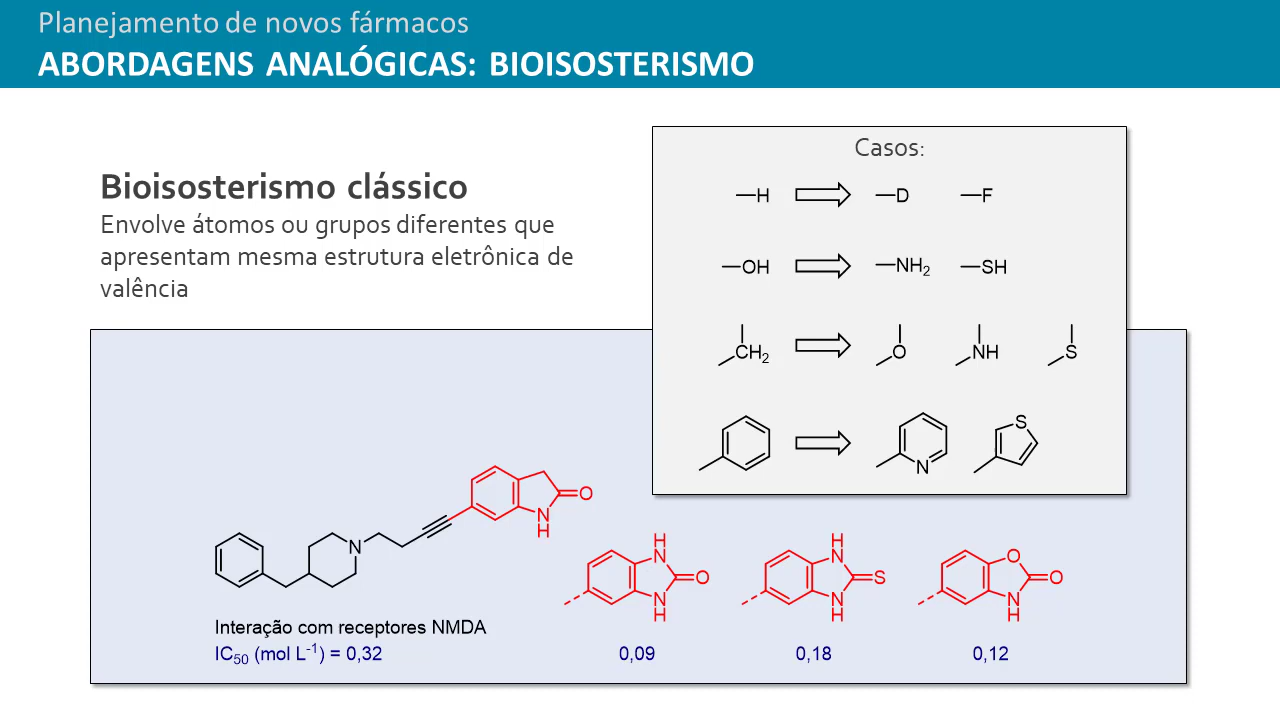 Planejamento de novos fármacos
ABORDAGENS ANALÓGICAS: BIOISOSTERISMO
Bioisosterismo clássico
Envolve átomos ou grupos diferentes que
apresentam mesma estrutura eletrônica de
valência
Casos:
H D F
OH NH2 SH
CH2 O NH S
N S
O
N
H
N
H
N
O
N
H
H
N
S
N
H
O
O
N
H
Interação com receptores NMDA
IC50 (mol L-1) = 0,32 0,09 0,18 0,12